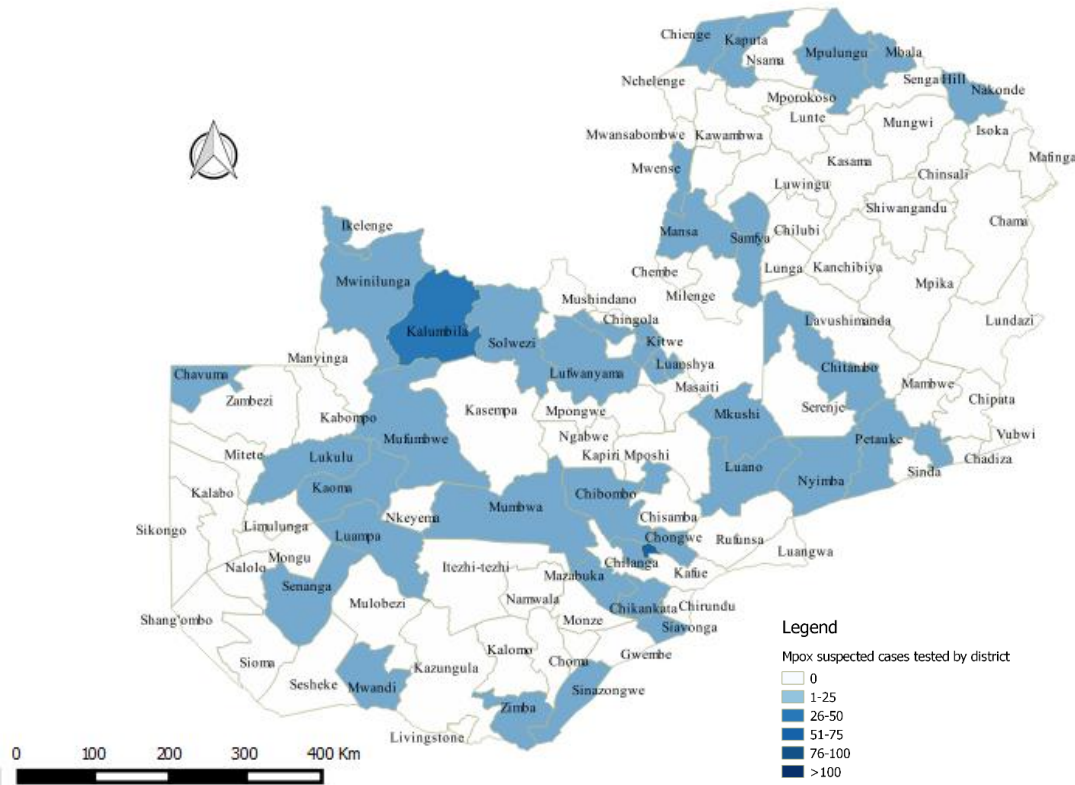 Chienge
Kaputa
Nsama
Mpulungu
Mbala
Nchelenge
Senga Hill
Nakonde
Mporokoso
Lunte
Mungwi
Isoka
Mwansabombwe
Kawambwa
Kasama
Mafinga
Mwense
Luwingu
Chinsali
Shiwangandu
Chama
Ikelenge
Mansa
Samfya
Chilubi
Chembe
Lunga
Kanchibiya
Mwinilunga
Mushindano
Milenge
Mpika
Chingola
Lavushimanda
Lundazi
Kalumbila
Solwezi
Kitwe
Manyinga
Luanshya
Chitambo
Chavuma
Lufwanyama
Masaiti
Mambwe
Zambezi
Kasempa
Mpongwe
Serenje
Chipata
Kabompo
Mkushi
Mufumbwe
Ngabwe
Petauke
Vubwi
Mitete
Lukulu
Kapiri Mposhi
Luano
Sinda
Chadiza
Kaoma
Nyimba
Kalabo
Chibombo
Nkeyema
Mumbwa
Chisamba
Sikongo
Limulunga
Luampa
Chongwe
Rufunsa
Luangwa
Mongu
Nalolo
Itezhi-tezhi
Chilanga
Kafue
Senanga
Mazabuka
Mulobezi
Namwala
Chikankata
Chirundu
Shang'ombo
Monze
Siavonga
Kalomo
Gwembe
Sioma
Choma
Kazungula
Sesheke
Mwandi
Sinazongwe
Zimba
Livingstone
Legend
Mpox suspected cases tested by district
0
1-25
26-50
51-75
76-100
>100
0 100 200 300 400 Km